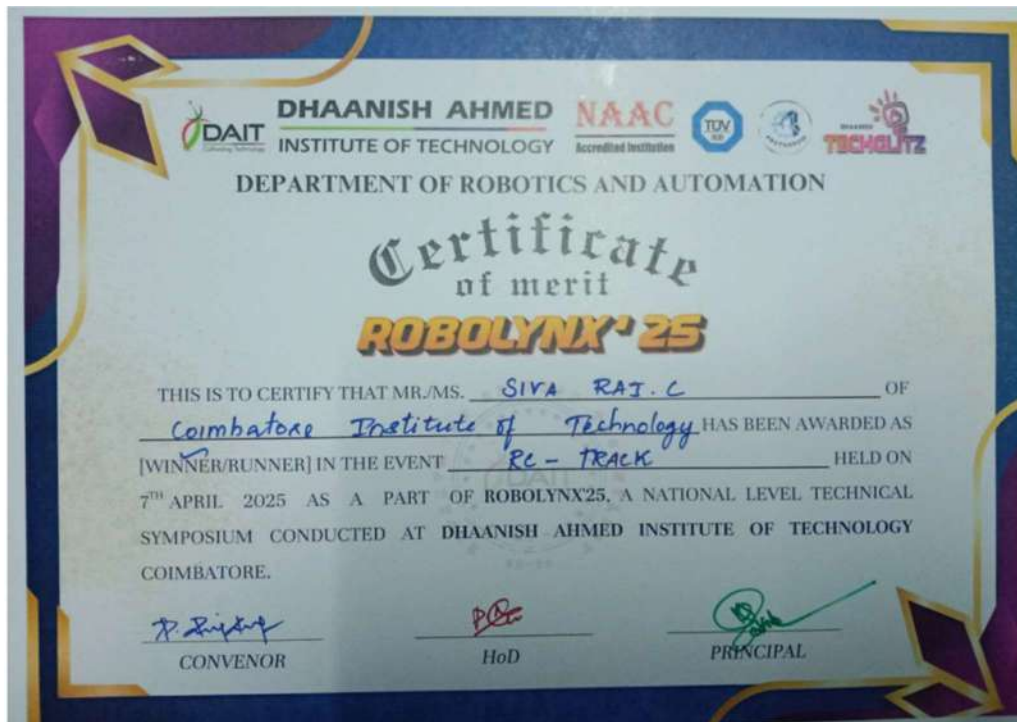 DAIT
DHAANISH AHMED
INSTITUTE OF TECHNOLOGY
NAAC
Accredited Institution
TÜV
DHAANISH
TECHGLITZ
DEPARTMENT OF ROBOTICS AND AUTOMATION
Certificate
of merit
ROBOLYNX' 25
THIS IS TO CERTIFY THAT MR./MS. SIVA RAJ. C OF
Coimbatore Institute of Technology HAS BEEN AWARDED AS
[WINNER/RUNNER] IN THE EVENT RC - TRACK HELD ON
7TH APRIL 2025 AS A PART OF ROBOLYNX'25, A NATIONAL LEVEL TECHNICAL
SYMPOSIUM CONDUCTED AT DHAANISH AHMED INSTITUTE OF TECHNOLOGY
COIMBATORE.
CONVENOR
HoD
PRINCIPAL